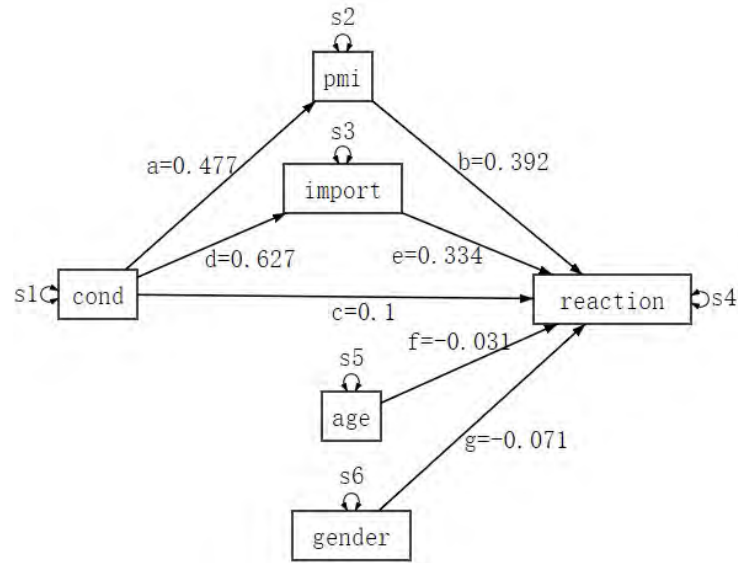 s2
pmi
s3
a=0.477
b=0.392
import
d=0.627
e=0.334
s1
cond
reaction
s4
c=0.1
f=-0.031
s5
age
g=-0.071
s6
gender